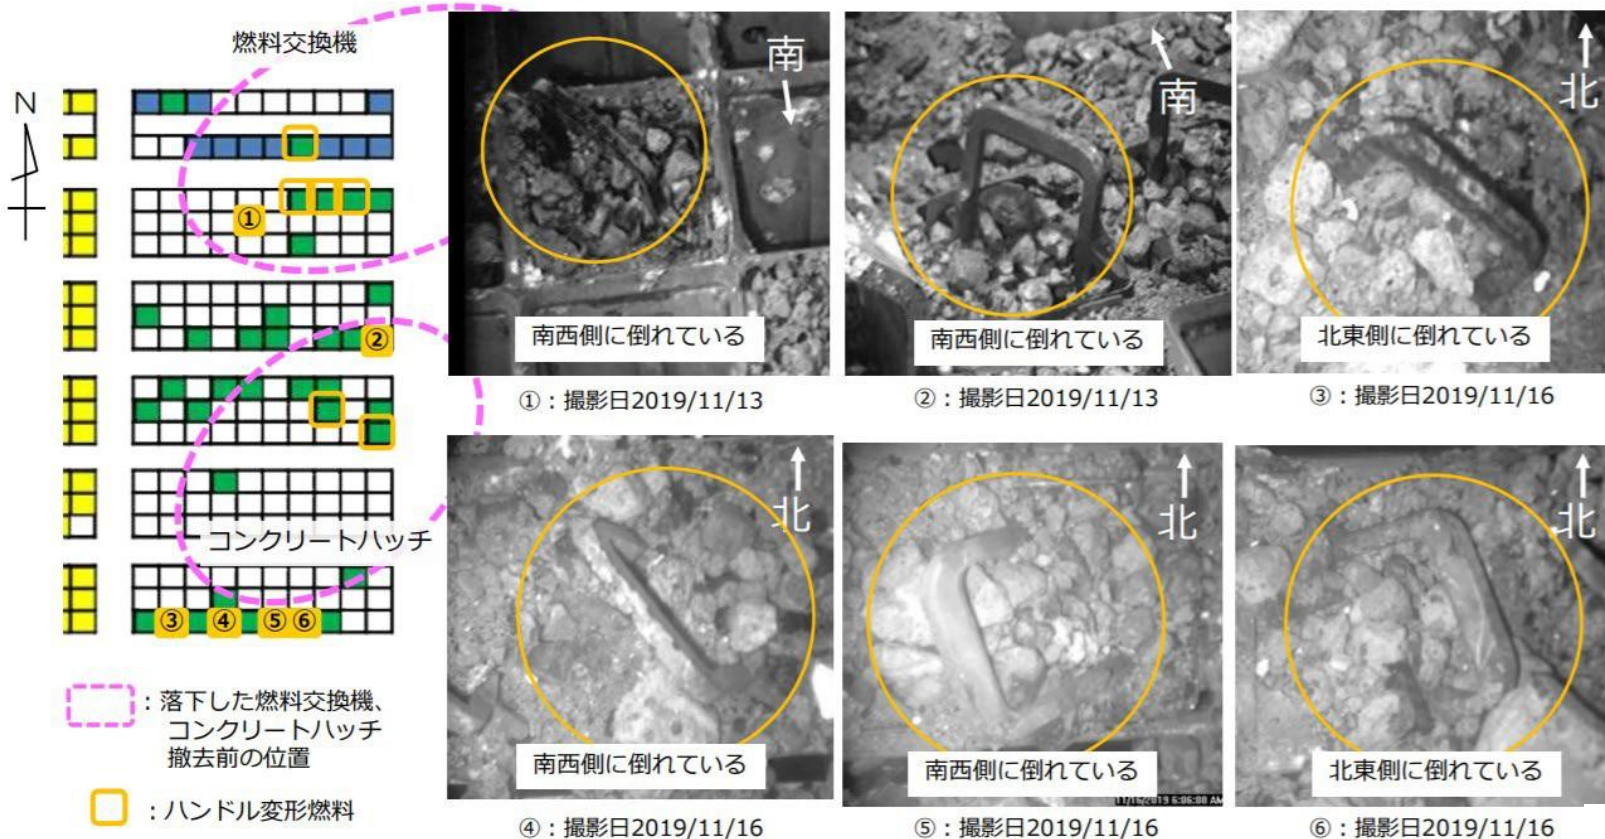 燃料交換機
N
①
②
コンクリートハッチ
③
④
⑤
⑥
：落下した燃料交換機、
コンクリートハッチ
撤去前の位置
：ハンドル変形燃料
南
南西側に倒れている
①：撮影日2019/11/13
南
南西側に倒れている
②：撮影日2019/11/13
北
北東側に倒れている
③：撮影日2019/11/16
北
南西側に倒れている
④：撮影日2019/11/16
北
南西側に倒れている
11/16/2019 6:06:00 AM
⑤：撮影日2019/11/16
北
北東側に倒れている
⑥：撮影日2019/11/16